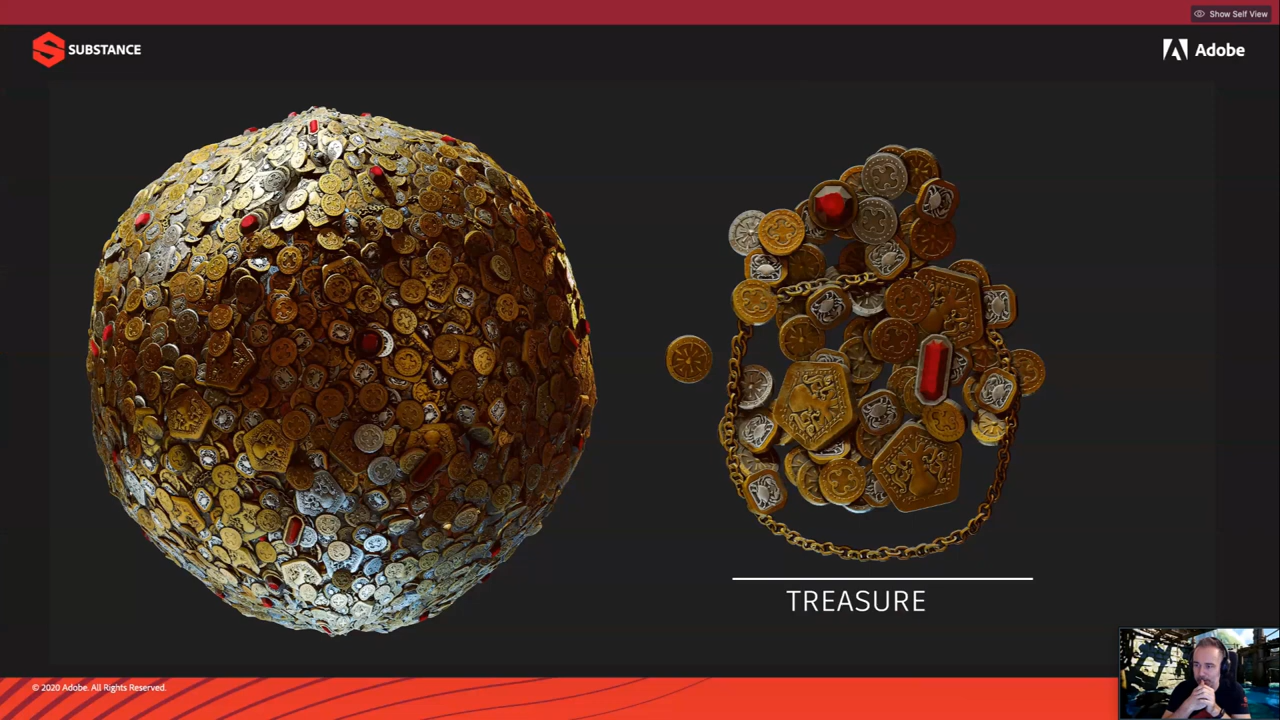 Show Self View
SUBSTANCE
Adobe
TREASURE
© 2020 Adobe. All Rights Reserved.